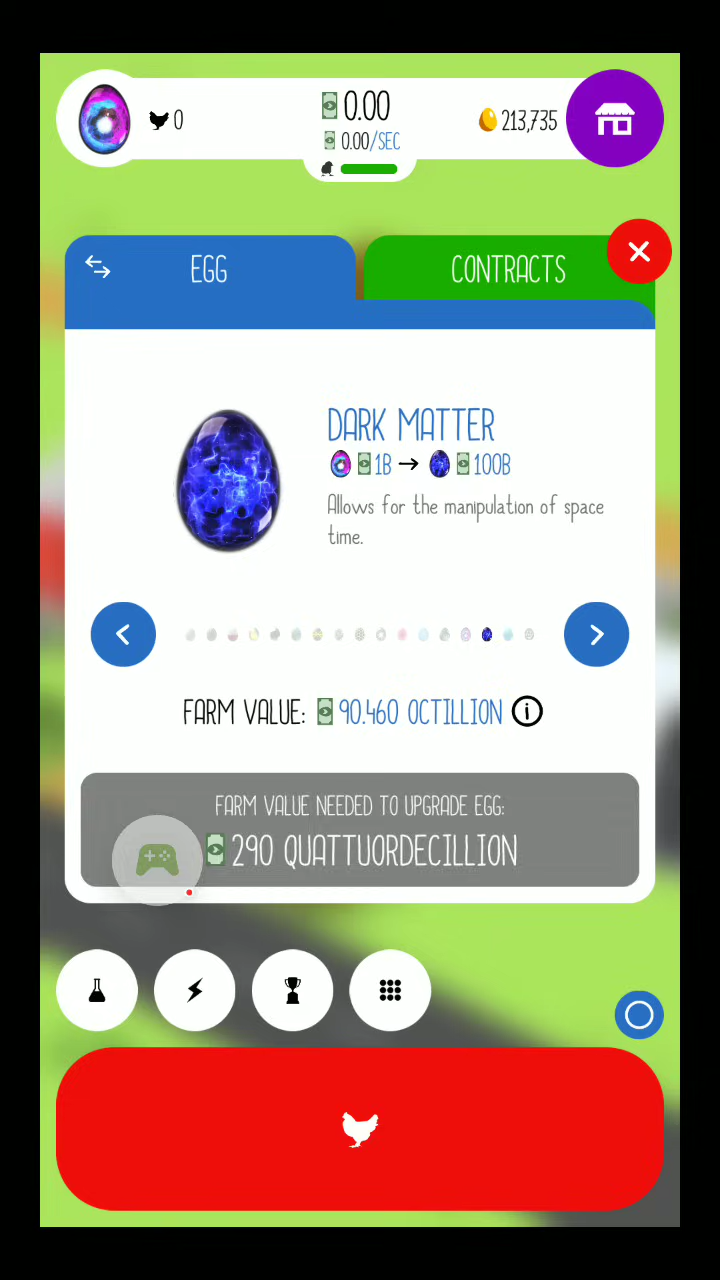 0
0.00
0.00/SEC
213,735
EGG
CONTRACTS
DARK MATTER
1B → 100B
Allows for the manipulation of space
time.
FARM VALUE: 90.460 OCTILLION
FARM VALUE NEEDED TO UPGRADE EGG:
290 QUATTUORDECILLION